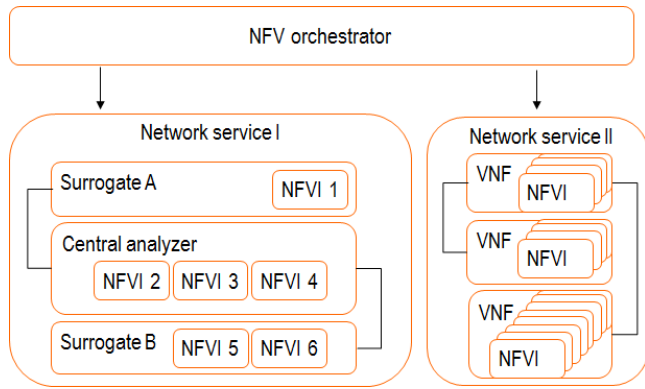 NFV orchestrator
Network service I
Surrogate A
NFVI 1
Central analyzer
NFVI 2 NFVI 3 NFVI 4
Surrogate B
NFVI 5 NFVI 6
Network service II
VNF
NFVI
VNF
NFVI
VNF
NFVI